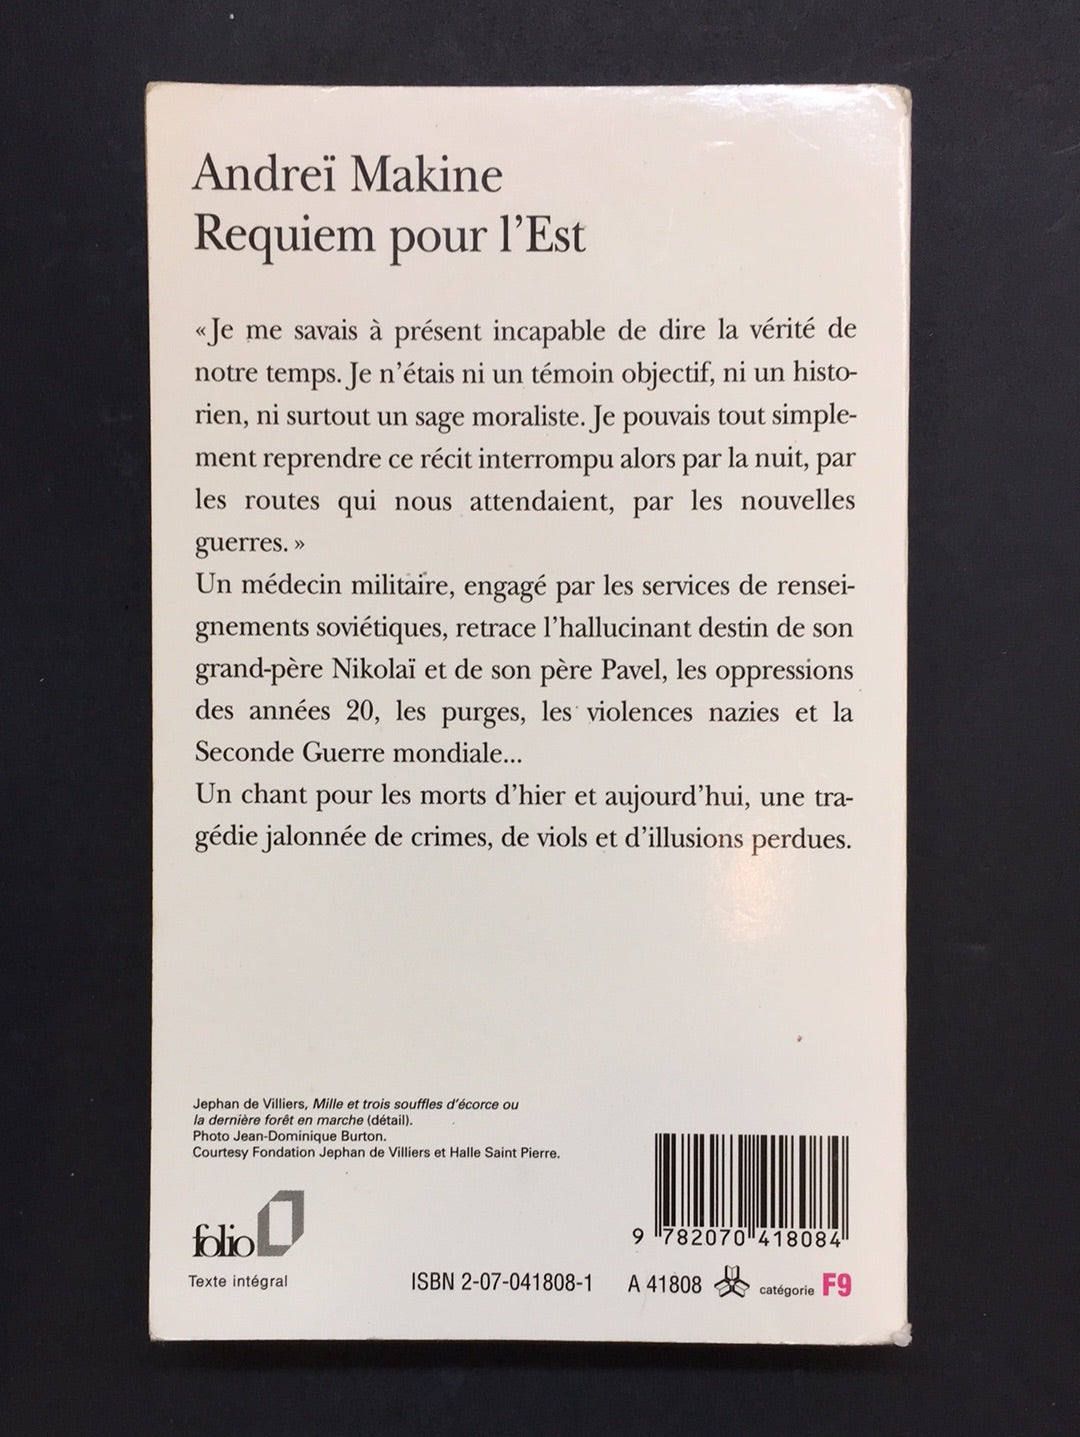 Andreï Makine
Requiem pour l'Est
«Je me savais à présent incapable de dire la vérité de
notre temps. Je n'étais ni un témoin objectif, ni un histo-
rien, ni surtout un sage moraliste. Je pouvais tout simple-
ment reprendre ce récit interrompu alors par la nuit, par
les routes qui nous attendaient, par les nouvelles
guerres. »
Un médecin militaire, engagé par les services de rensei-
gnements soviétiques, retrace l'hallucinant destin de son
grand-père Nikolaï et de son père Pavel, les oppressions
des années 20, les purges, les violences nazies et la
Seconde Guerre mondiale...
Un chant pour les morts d'hier et aujourd'hui, une tra-
gédie jalonnée de crimes, de viols et d'illusions perdues.
Jephan de Villiers, Mille et trois souffles d'écorce ou
la dernière forêt en marche (détail).
Photo Jean-Dominique Burton.
Courtesy Fondation Jephan de Villiers et Halle Saint Pierre.
folio
Texte intégral
9 782070 418084
ISBN 2-07-041808-1 A 41808 catégorie F9